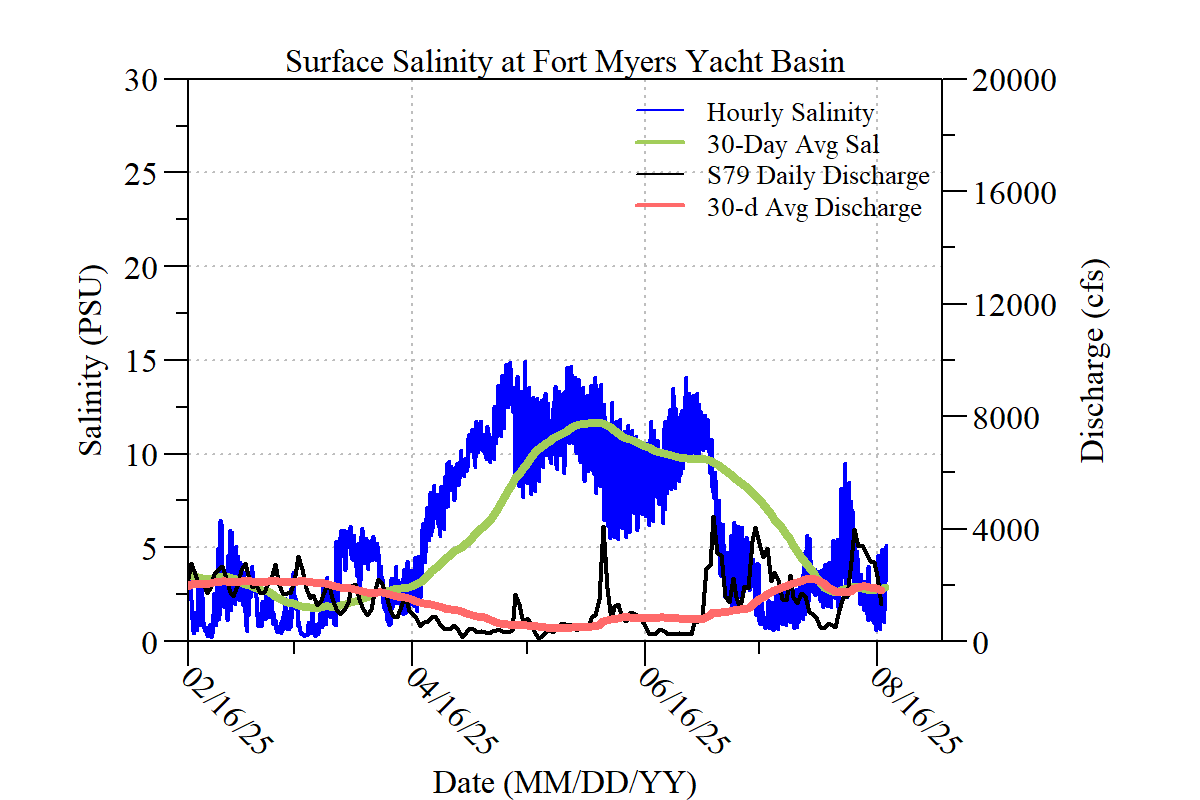 Surface Salinity at Fort Myers Yacht Basin
30
25
20
15
10
5
0
Salinity (PSU)
Hourly Salinity
30-Day Avg Sal
S79 Daily Discharge
30-d Avg Discharge
20000
16000
12000
8000
4000
0
Discharge (cfs)
02/16/25
04/16/25
06/16/25
08/16/25
Date (MM/DD/YY)